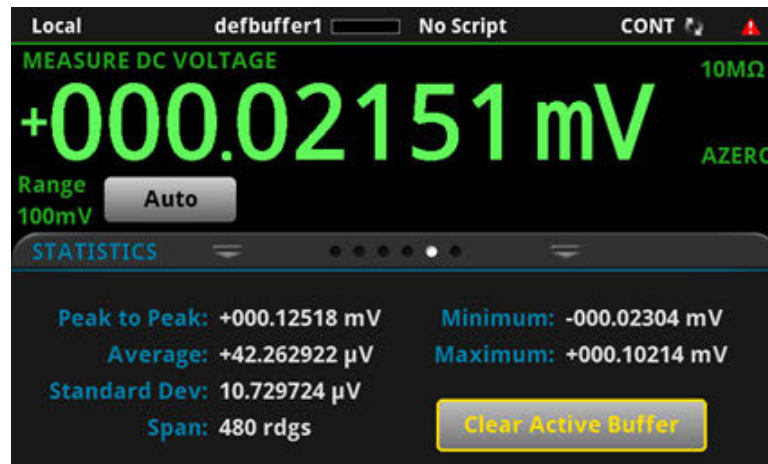 Local defbuffer1 No Script CONT
MEASURE DC VOLTAGE
10MΩ
+000.02151 mV
AZERO
Range
100mV
Auto
STATISTICS
Peak to Peak: +000.12518 mV Minimum: -000.02304 mV
Average: +42.262922 µV Maximum: +000.10214 mV
Standard Dev: 10.729724 µV
Span: 480 rdgs
Clear Active Buffer